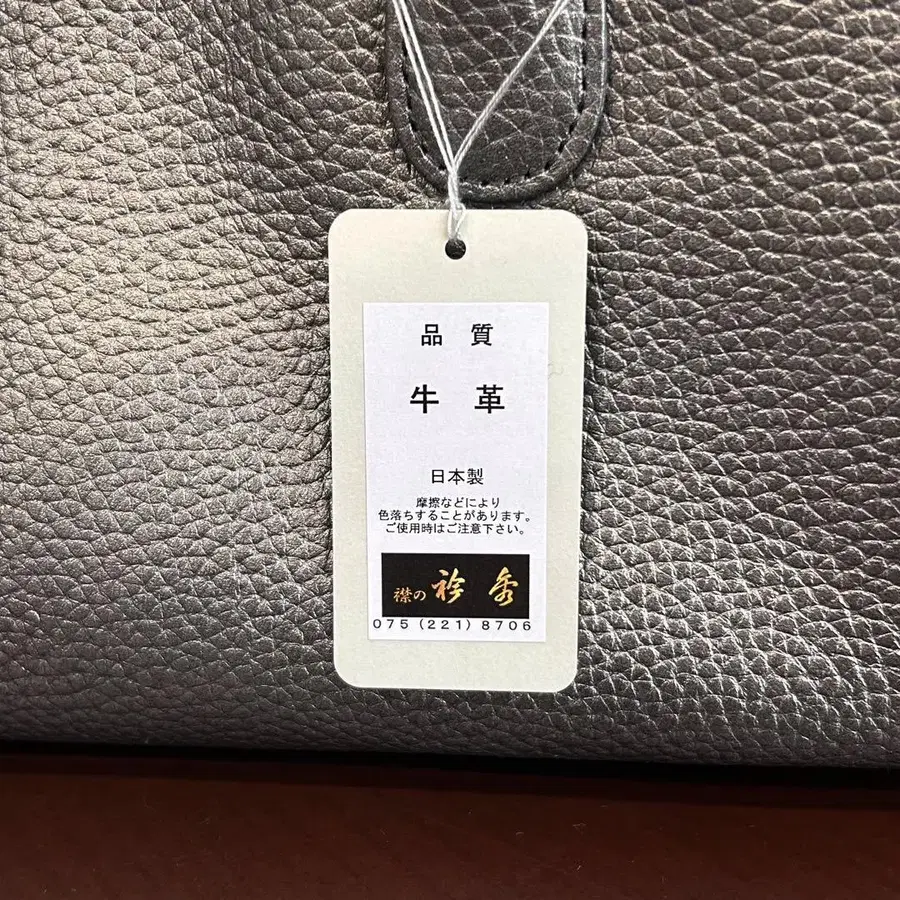 品 質
牛 革
日本製
摩擦などにより
色落ちすることがあります。
ご使用時はご注意下さい。
襟の 衿 秀
075（221）8706